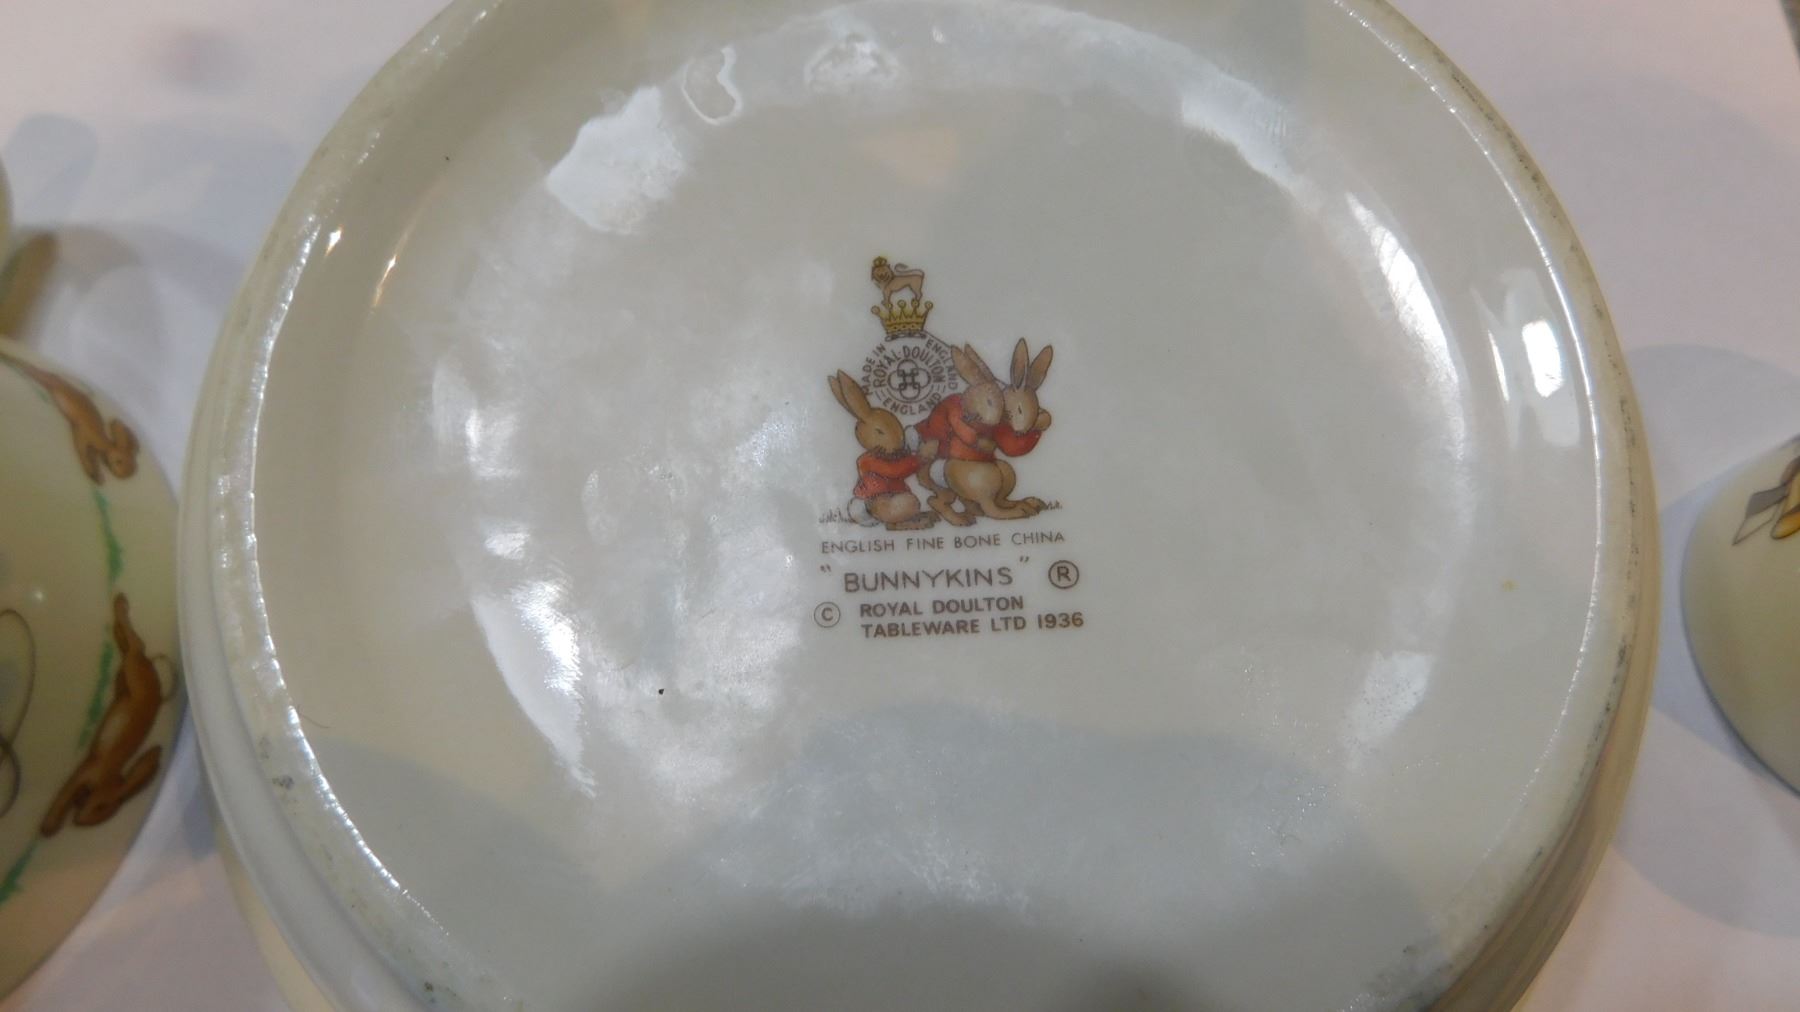 MADE IN ENGLAND
ROYAL DOULTON
ENGLAND
ENGLISH FINE BONE CHINA
"BUNNYKINS" ®
© ROYAL DOULTON
TABLEWARE LTD 1936